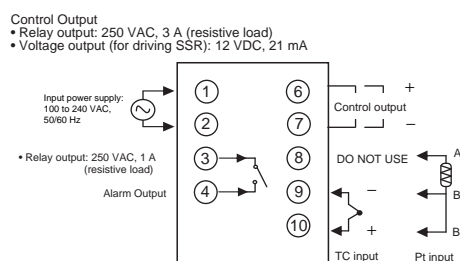 Control Output
• Relay output: 250 VAC, 3 A (resistive load)
• Voltage output (for driving SSR): 12 VDC, 21 mA
Input power supply:
100 to 240 VAC,
50/60 Hz
• Relay output: 250 VAC, 1 A
(resistive load)
Alarm Output
1
2
3
4
6
7
8
9
10
+
Control output
−
DO NOT USE
−
+
TC input
A
B
B
Pt input